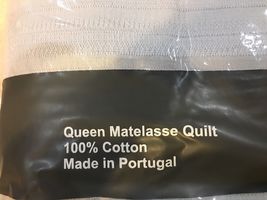 Queen Matelasse Quilt
100% Cotton
Made in Portugal